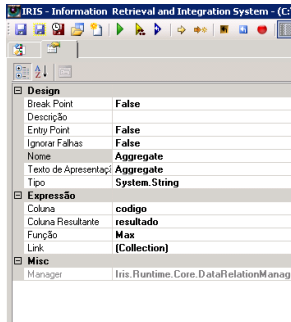 IRIS - Information Retrieval and Integration System - (C:\
Design
Break Point False
Descrição
Entry Point False
Ignorar Falhas False
Nome Aggregate
Texto de Apresentaçã Aggregate
Tipo System.String
Expressão
Coluna codigo
Coluna Resultante resultado
Função Max
Link (Collection)
Misc
Manager Iris.Runtime.Core.DataRelationManag